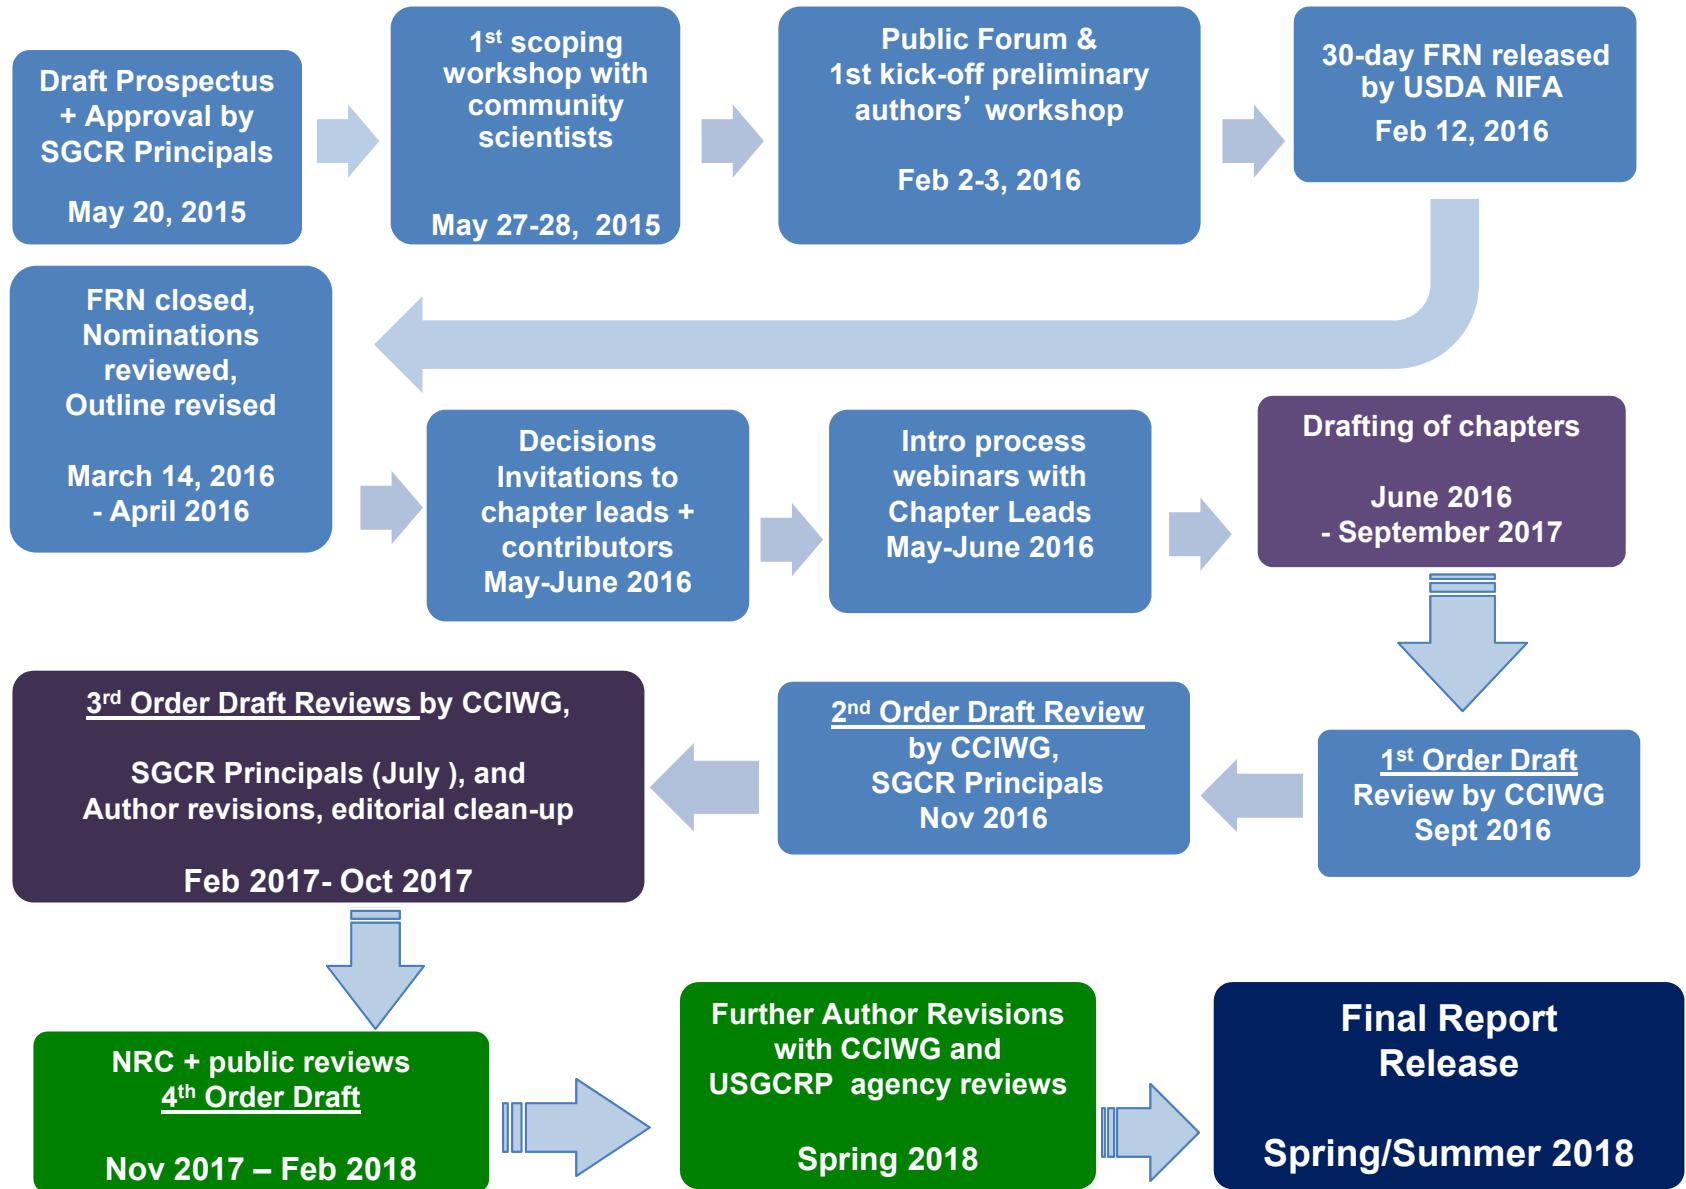 Draft Prospectus
+ Approval by
SGCR Principals
May 20, 2015
1st scoping
workshop with
community
scientists
May 27-28, 2015
Public Forum &
1st kick-off preliminary
authors’ workshop
Feb 2-3, 2016
30-day FRN released
by USDA NIFA
Feb 12, 2016
FRN closed,
Nominations
reviewed,
Outline revised
March 14, 2016
- April 2016
Decisions
Invitations to
chapter leads +
contributors
May-June 2016
Intro process
webinars with
Chapter Leads
May-June 2016
Drafting of chapters
June 2016
- September 2017
1st Order Draft
Review by CCIWG
Sept 2016
2nd Order Draft Review
by CCIWG,
SGCR Principals
Nov 2016
3rd Order Draft Reviews by CCIWG,
SGCR Principals (July ), and
Author revisions, editorial clean-up
Feb 2017- Oct 2017
NRC + public reviews
4th Order Draft
Nov 2017 – Feb 2018
Further Author Revisions
with CCIWG and
USGCRP agency reviews
Spring 2018
Final Report
Release
Spring/Summer 2018